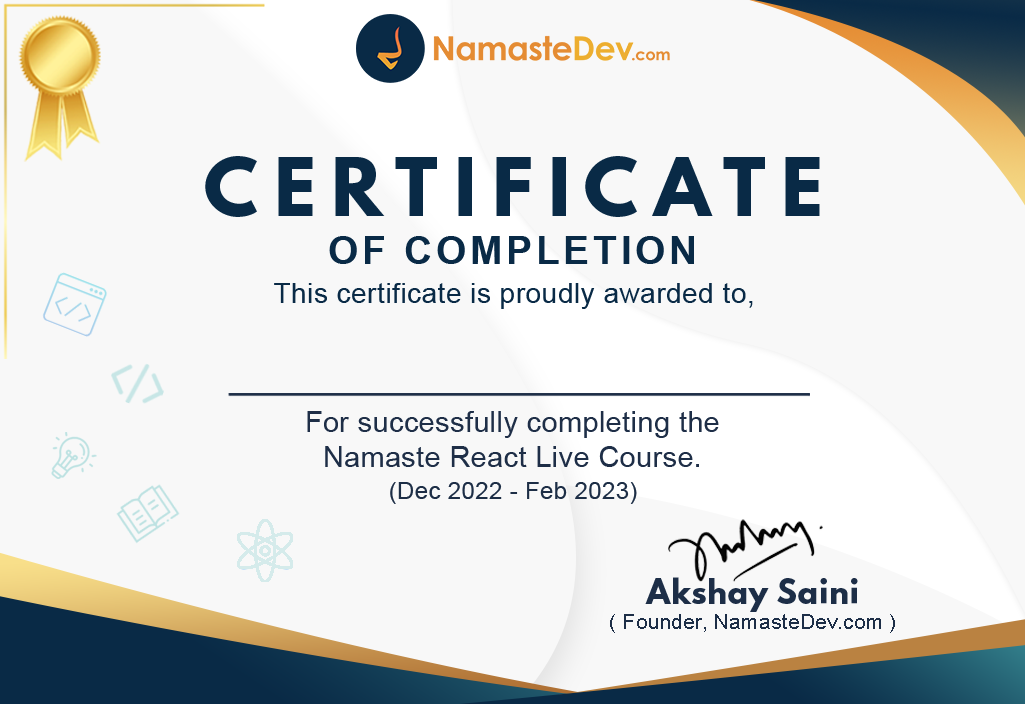 NamasteDev.com
CERTIFICATE
OF COMPLETION
This certificate is proudly awarded to,
For successfully completing the
Namaste React Live Course.
(Dec 2022 - Feb 2023)
Akshay Saini
( Founder, NamasteDev.com )